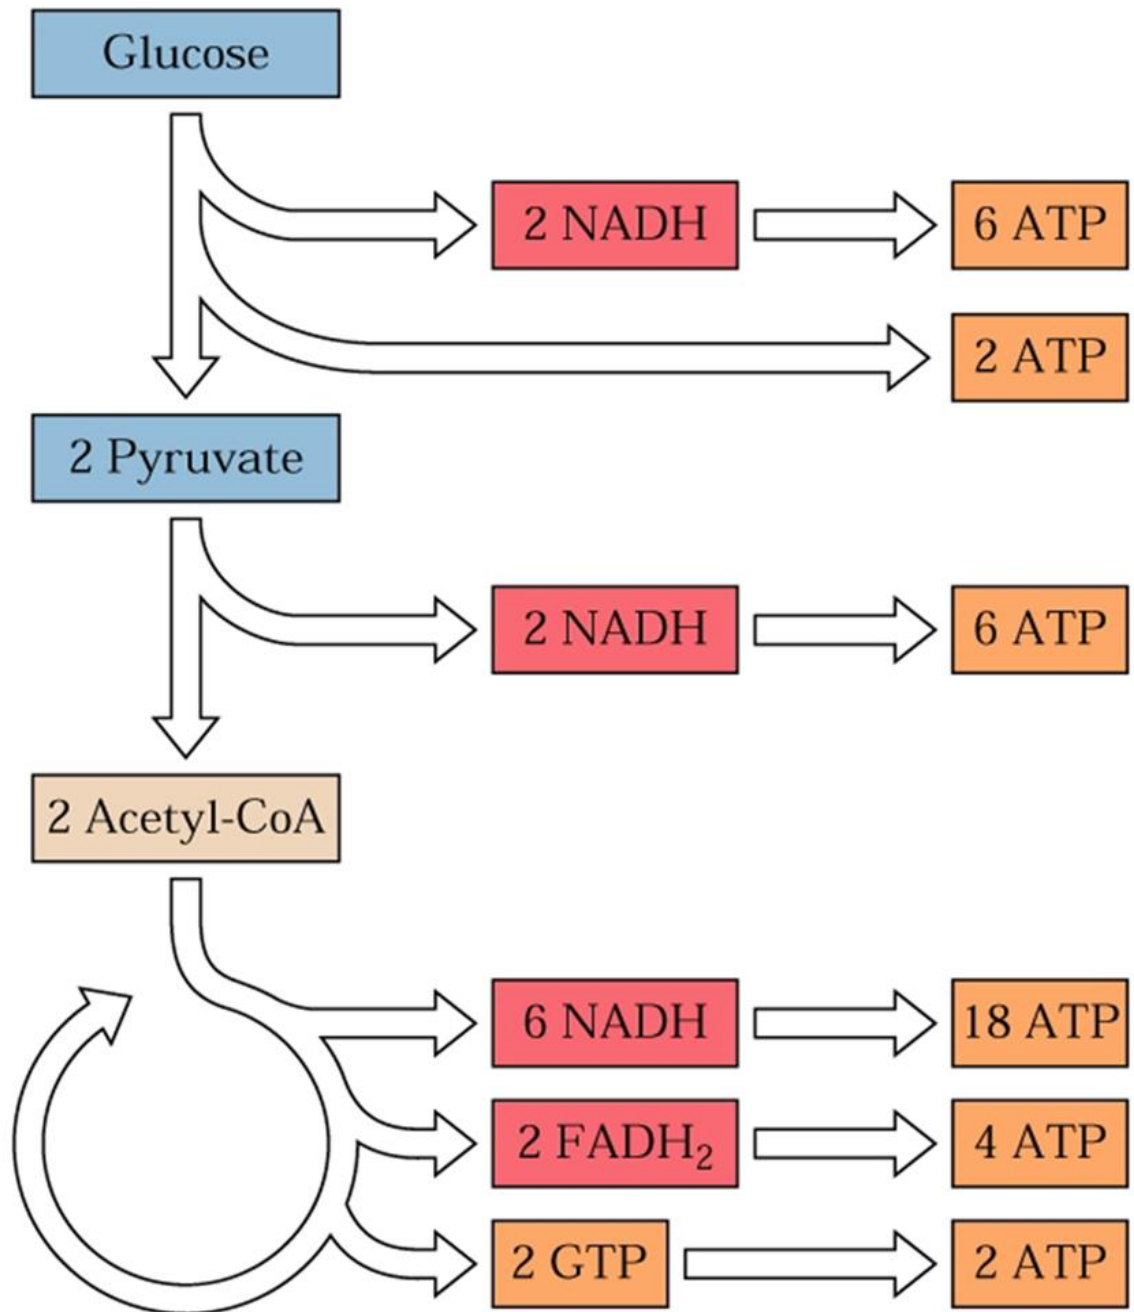 Glucose
2 NADH
6 ATP
2 ATP
2 Pyruvate
2 NADH
6 ATP
2 Acetyl-CoA
6 NADH
18 ATP
2 FADH₂
4 ATP
2 GTP
2 ATP